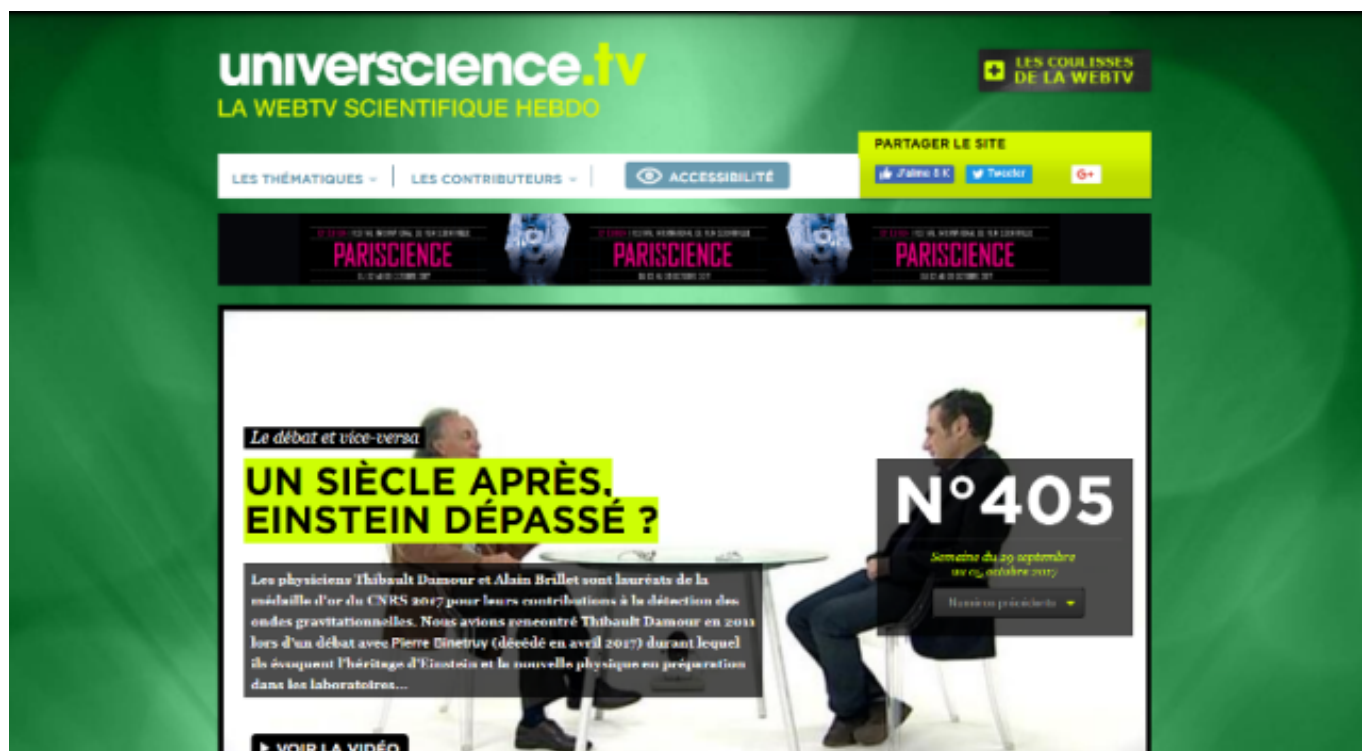 universcience.tv
LA WEBTV SCIENTIFIQUE HEBDO
LES COULISSES
DE LA WEBTV
PARTAGER LE SITE
LES THÉMATIQUES
LES CONTRIBUTEURS
ACCESSIBILITÉ
J'aime 8 K
Tweeter
G+
PARISCIENCE
PARISCIENCE
PARISCIENCE
Le débat et vice-versa
UN SIÈCLE APRÈS,
EINSTEIN DÉPASSÉ ?
N°405
Semaine du 29 septembre
au 05 octobre 2017
Numéros précédents
Les physiciens Thibault Damour et Alain Brillet sont lauréats de la
médaille d'or du CNRS 2017 pour leurs contributions à la détection des
ondes gravitationnelles. Nous avions rencontré Thibault Damour en 2011
lors d'un débat avec Pierre Binetruy (décédé en avril 2017) durant lequel
ils évoquent l'héritage d'Einstein et la nouvelle physique en préparation
dans les laboratoires...
VOIR LA VIDÉO